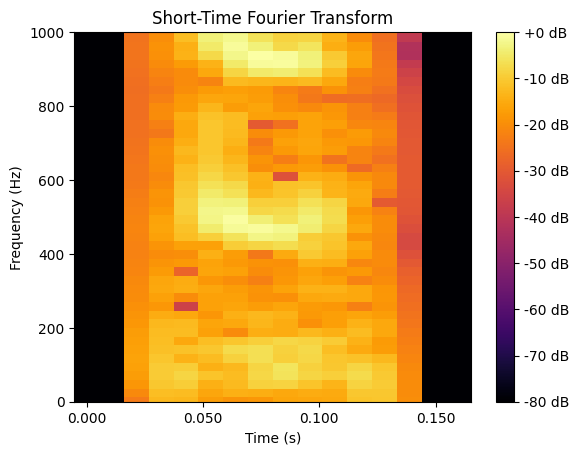 Short-Time Fourier Transform
1000
800
600
400
200
0
Frequency (Hz)
0.000
0.050
0.100
0.150
Time (s)
+0 dB
-10 dB
-20 dB
-30 dB
-40 dB
-50 dB
-60 dB
-70 dB
-80 dB